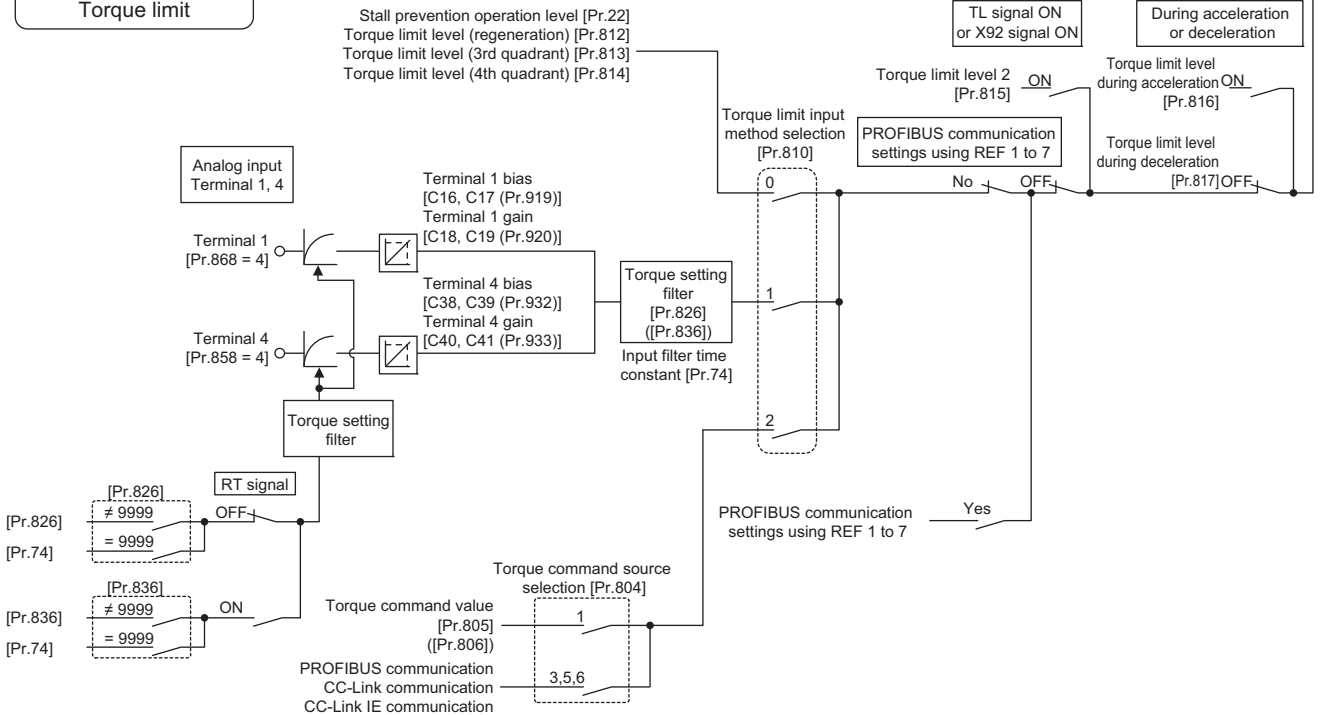 Torque limit
Stall prevention operation level [Pr.22]
Torque limit level (regeneration) [Pr.812]
Torque limit level (3rd quadrant) [Pr.813]
Torque limit level (4th quadrant) [Pr.814]
TL signal ON
or X92 signal ON
During acceleration
or deceleration
Torque limit level 2
[Pr.815]
ON
Torque limit level
during acceleration
[Pr.816]
ON
Torque limit input
method selection
[Pr.810]
PROFIBUS communication
settings using REF 1 to 7
Torque limit level
during deceleration
[Pr.817]
OFF
No
OFF
0
1
2
Analog input
Terminal 1, 4
Terminal 1 bias
[C16, C17 (Pr.919)]
Terminal 1 gain
[C18, C19 (Pr.920)]
Terminal 1
[Pr.868 = 4]
Terminal 4 bias
[C38, C39 (Pr.932)]
Terminal 4 gain
[C40, C41 (Pr.933)]
Terminal 4
[Pr.858 = 4]
Torque setting
filter
[Pr.826]
([Pr.836])
Input filter time
constant [Pr.74]
Torque setting
filter
RT signal
[Pr.826]
[Pr.826]
≠ 9999
OFF
[Pr.74]
= 9999
[Pr.836]
[Pr.836]
≠ 9999
ON
[Pr.74]
= 9999
PROFIBUS communication
settings using REF 1 to 7
Yes
Torque command source
selection [Pr.804]
Torque command value
[Pr.805]
([Pr.806])
1
PROFIBUS communication
CC-Link communication
CC-Link IE communication
3,5,6